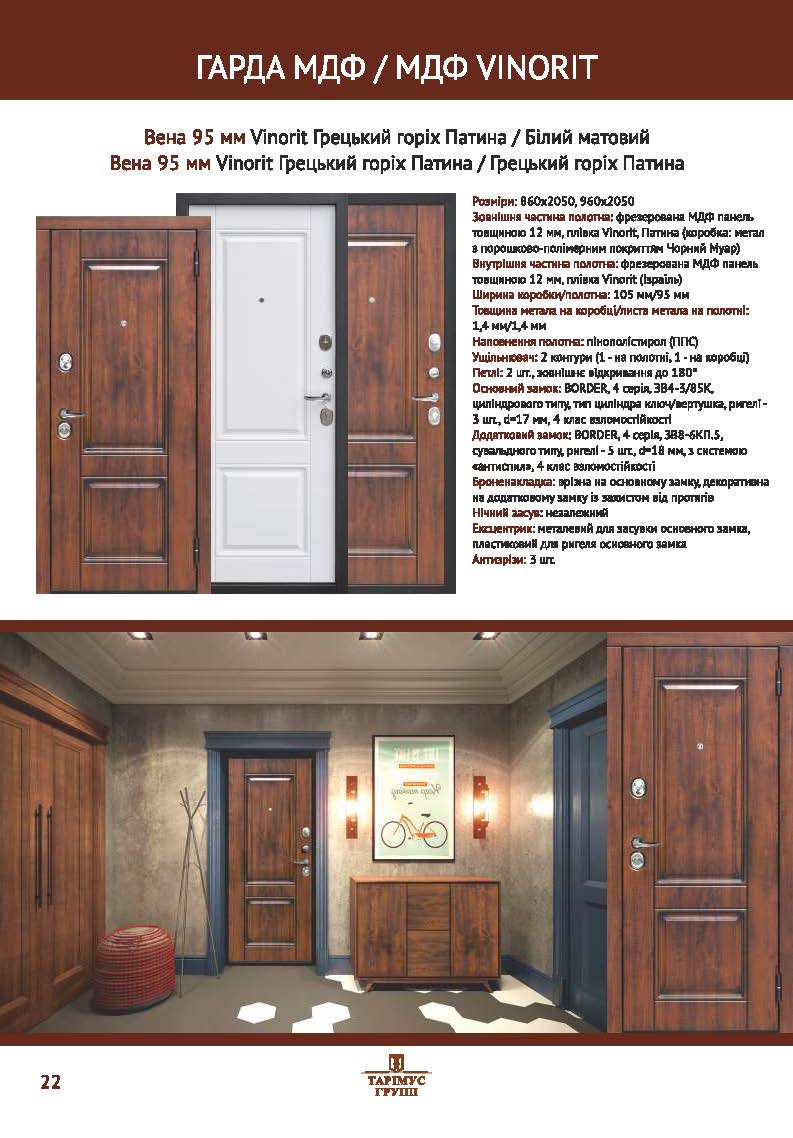 ГАРДА МДФ / МДФ VINORIT
Вена 95 мм Vinorit Грецький горіх Патина / Білий матовий
Вена 95 мм Vinorit Грецький горіх Патина / Грецький горіх Патина
Розміри: 860х2050, 960х2050
Зовнішня частина полотна: фрезерована МДФ панель
товщиною 12 мм, плівка Vinorit, Патина (коробка: метал
з порошково-полімерним покриттям Чорний Муар)
Внутрішня частина полотна: фрезерована МДФ панель
товщиною 12 мм, плівка Vinorit (Ізраїль)
Ширина коробки/полотна: 105 мм/95 мм
Товщина метала на коробці/листа метала на полотні:
1,4 мм/1,4 мм
Наповнення полотна: пінополістирол (ППС)
Ущільнювач: 2 контури (1 - на полотні, 1 - на коробці)
Петлі: 2 шт., зовнішнє відкривання до 180°
Основний замок: BORDER, 4 серія, ЗВ4-3/85К,
циліндрового типу, тип циліндра ключ/вертушка, ригелі -
3 шт., d=17 мм, 4 клас взломостійкості
Додатковий замок: BORDER, 4 серія, ЗВ8-6КП.5,
сувальдного типу, ригелі - 5 шт., d=18 мм, з системою
«антиспил», 4 клас взломостійкості
Броненакладка: врізна на основному замку, декоративна
на додатковому замку із захистом від протягів
Нічний засув: незалежний
Ексцентрик: металевий для засувки основного замка,
пластиковий для ригеля основного замка
Антизрізи: 3 шт.
22
ТАРІМУС
ГРУПП